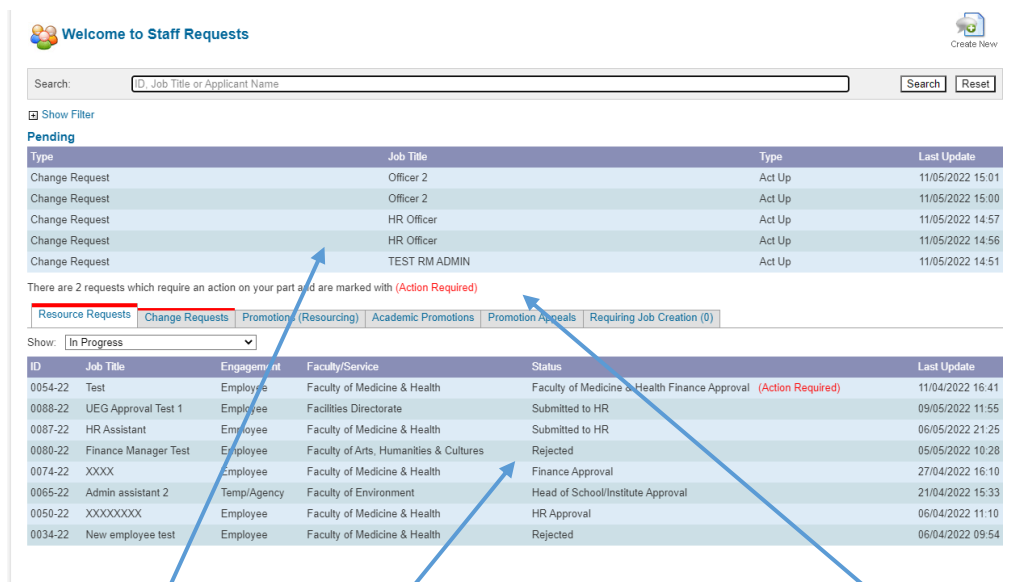 Welcome to Staff Requests
Create New
Search: ID, Job Title or Applicant Name Search Reset
Show Filter
Pending
Type Job Title Type Last Update
Change Request Officer 2 Act Up 11/05/2022 15:01
Change Request Officer 2 Act Up 11/05/2022 15:00
Change Request HR Officer Act Up 11/05/2022 14:57
Change Request HR Officer Act Up 11/05/2022 14:56
Change Request TEST RM ADMIN Act Up 11/05/2022 14:51
There are 2 requests which require an action on your part and are marked with (Action Required)
Resource Requests Change Requests Promotions (Resourcing) Academic Promotions Promotion Appeals Requiring Job Creation (0)
Show: In Progress
ID Job Title Engagement Faculty/Service Status Last Update
0054-22 Test Employee Faculty of Medicine & Health Faculty of Medicine & Health Finance Approval (Action Required) 11/04/2022 16:41
0088-22 UEG Approval Test 1 Employee Facilities Directorate Submitted to HR 09/05/2022 11:55
0087-22 HR Assistant Employee Faculty of Medicine & Health Submitted to HR 06/05/2022 21:25
0080-22 Finance Manager Test Employee Faculty of Arts, Humanities & Cultures Rejected 05/05/2022 10:28
0074-22 XXXX Employee Faculty of Medicine & Health Finance Approval 27/04/2022 16:10
0065-22 Admin assistant 2 Temp/Agency Faculty of Environment Head of School/Institute Approval 21/04/2022 15:33
0050-22 XXXXXXXX Employee Faculty of Medicine & Health HR Approval 06/04/2022 11:10
0034-22 New employee test Employee Faculty of Medicine & Health Rejected 06/04/2022 09:54